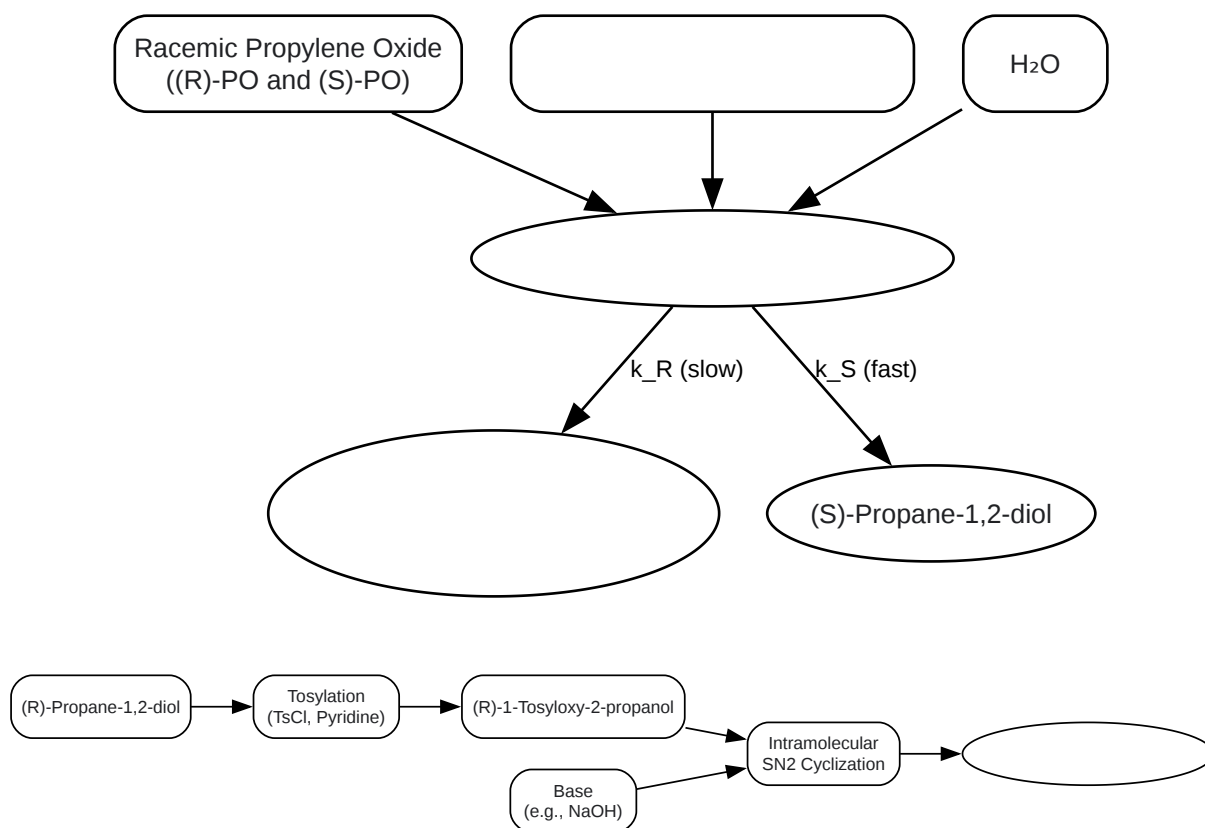 Racemic Propylene Oxide
((R)-PO and (S)-PO)
H₂O
k_R (slow)
k_S (fast)
(S)-Propane-1,2-diol
(R)-Propane-1,2-diol
Tosylation
(TsCl, Pyridine)
(R)-1-Tosyloxy-2-propanol
Intramolecular
SN2 Cyclization
Base
(e.g., NaOH)